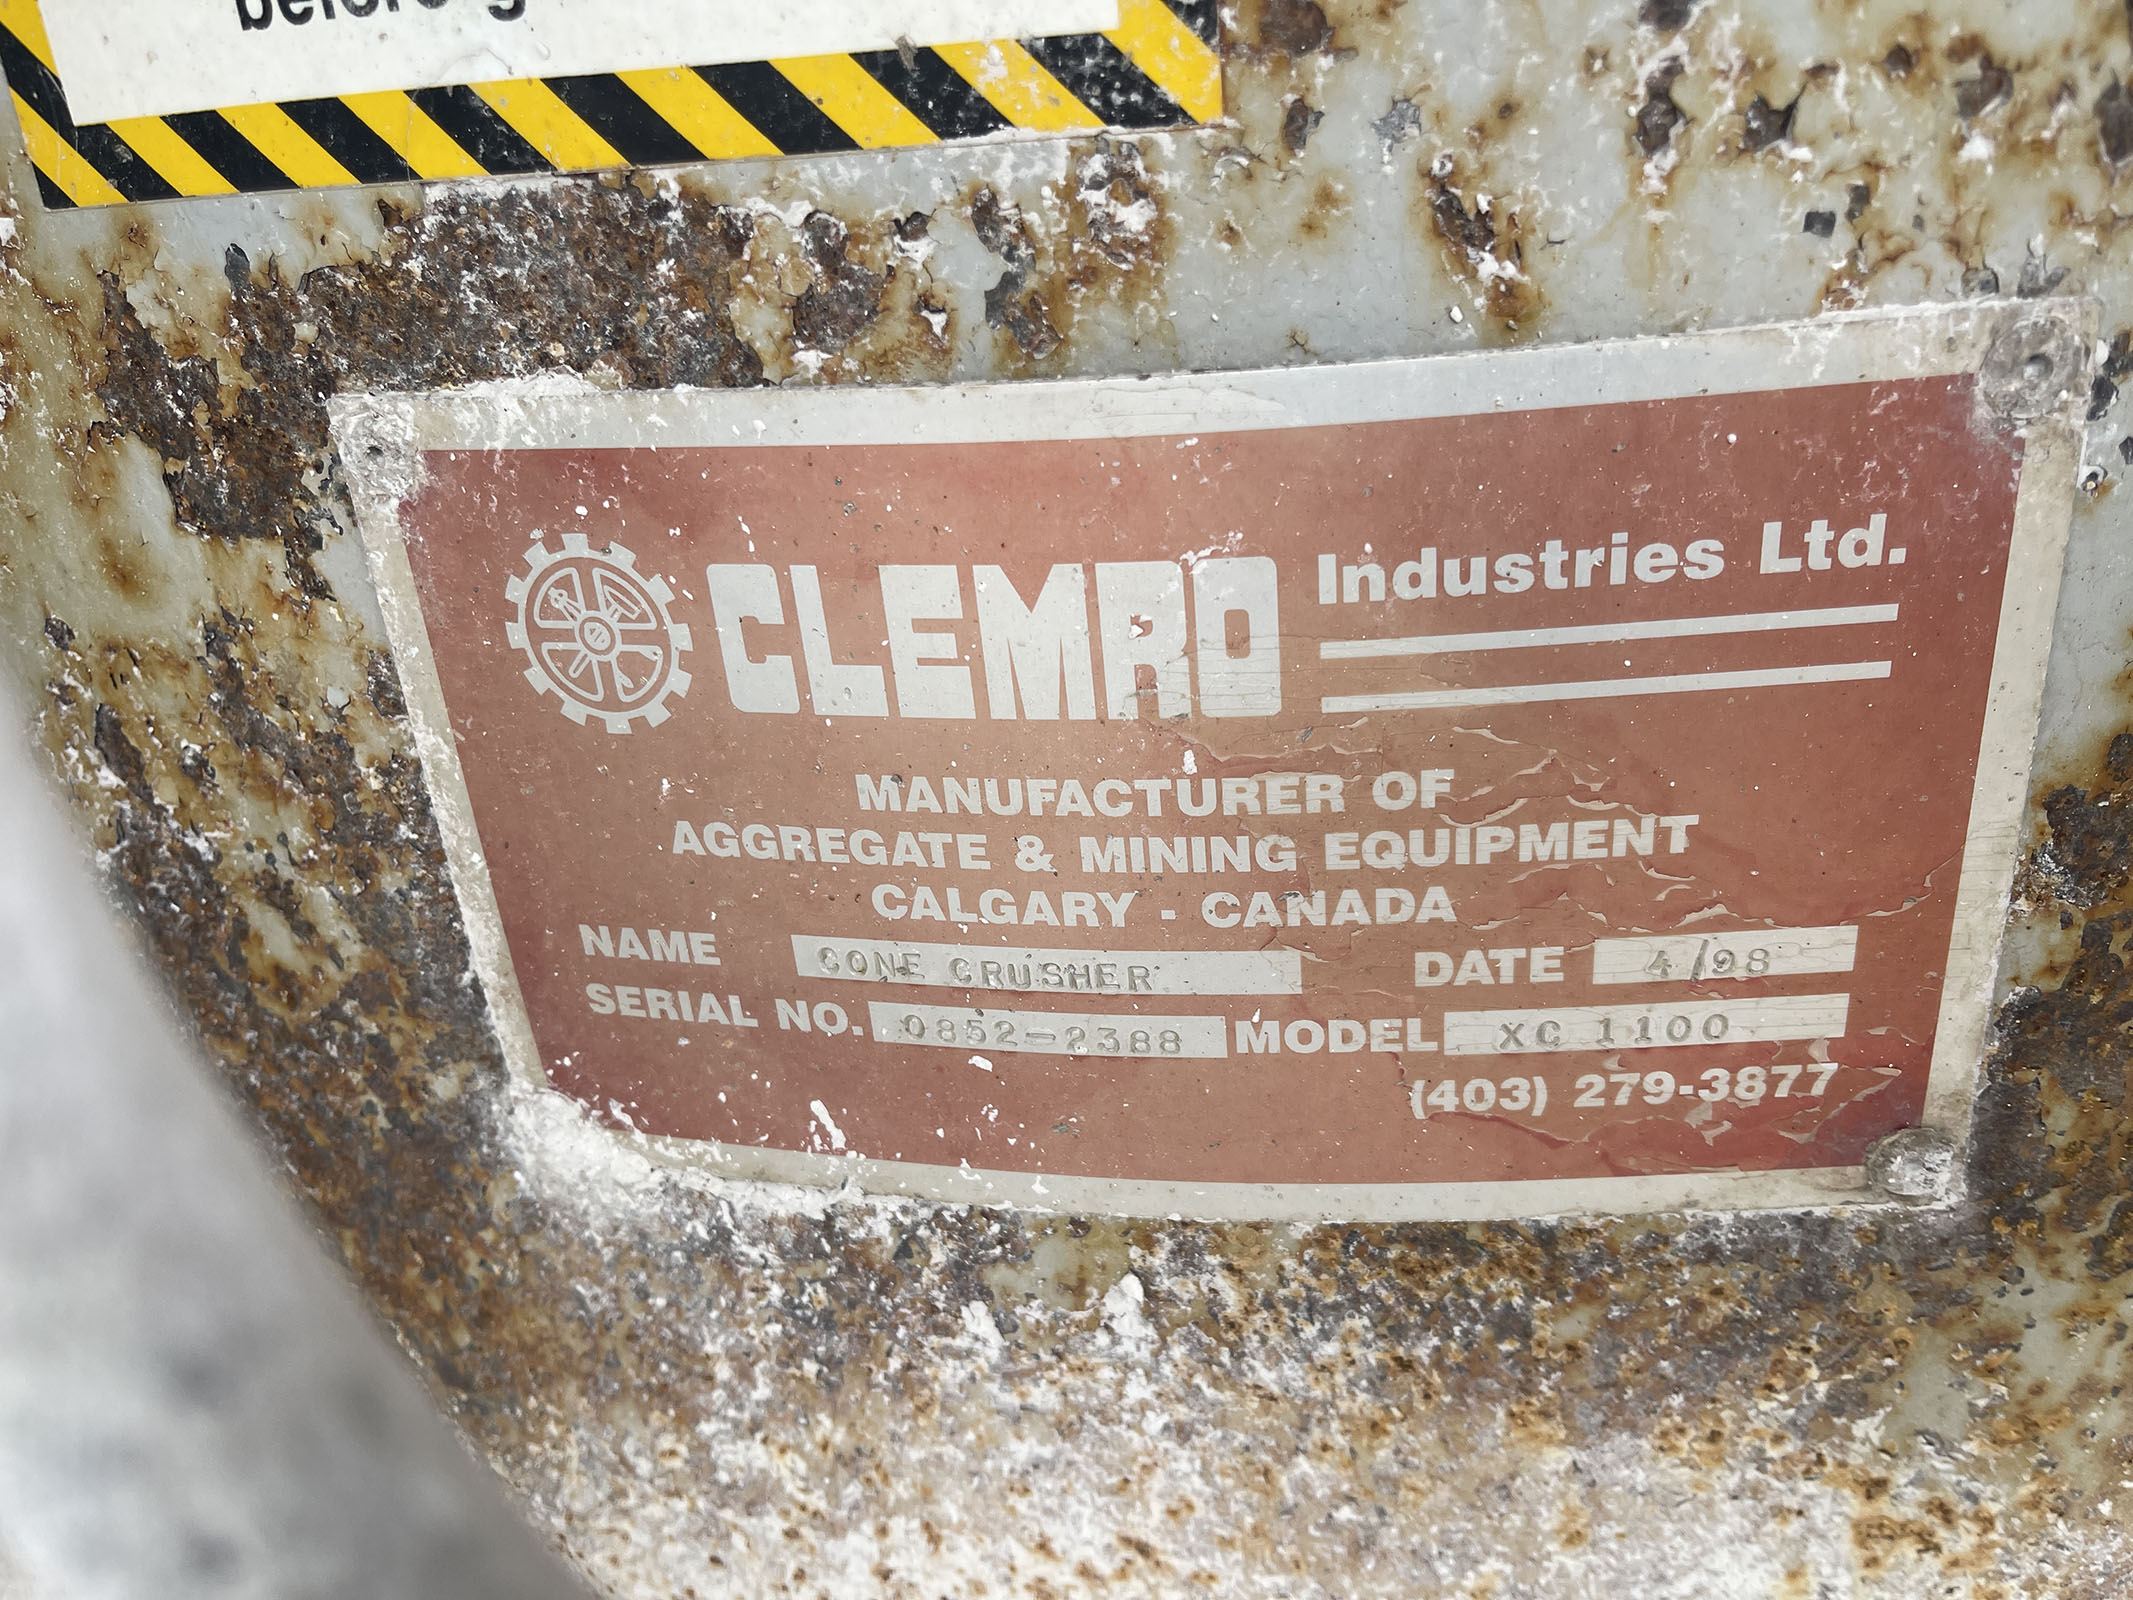 before g
CLEMRO Industries Ltd.
MANUFACTURER OF
AGGREGATE & MINING EQUIPMENT
CALGARY - CANADA
NAME CONE CRUSHER DATE 4/98
SERIAL NO. 0852-2388 MODEL XC 1100
(403) 279-3877